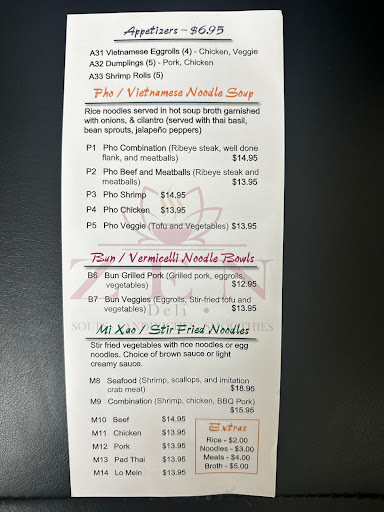 Appetizers - $6.95
A31 Vietnamese Eggrolls (4) - Chicken, Veggie
A32 Dumplings (5) - Pork, Chicken
A33 Shrimp Rolls (5)
Pho / Vietnamese Noodle Soup
Rice noodles served in hot soup broth garnished
with onions, & cilantro (served with thai basil,
bean sprouts, jalapeño peppers)
P1 Pho Combination (Ribeye steak, well done
flank, and meatballs) $14.95
P2 Pho Beef and Meatballs (Ribeye steak and
meatballs) $13.95
P3 Pho Shrimp $14.95
P4 Pho Chicken $13.95
P5 Pho Veggie (Tofu and Vegetables) $13.95
Bun / Vermicelli Noodle Bowls
B6 Bun Grilled Pork (Grilled pork, eggrolls,
vegetables) $12.95
B7 Bun Veggies (Eggrolls, Stir-fried tofu and
vegetables) $13.95
ZEN
Deli
Mi Xao / Stir Fried Noodles
Stir fried vegetables with rice noodles or egg
noodles. Choice of brown sauce or light
creamy sauce.
M8 Seafood (Shrimp, scallops, and imitation
crab meat) $18.95
M9 Combination (Shrimp, chicken, BBQ Pork)
$15.95
M10 Beef $14.95
M11 Chicken $13.95
M12 Pork $13.95
M13 Pad Thai $13.95
M14 Lo Mein $13.95
Extras
Rice - $2.00
Noodles - $3.00
Meats - $4.00
Broth - $5.00